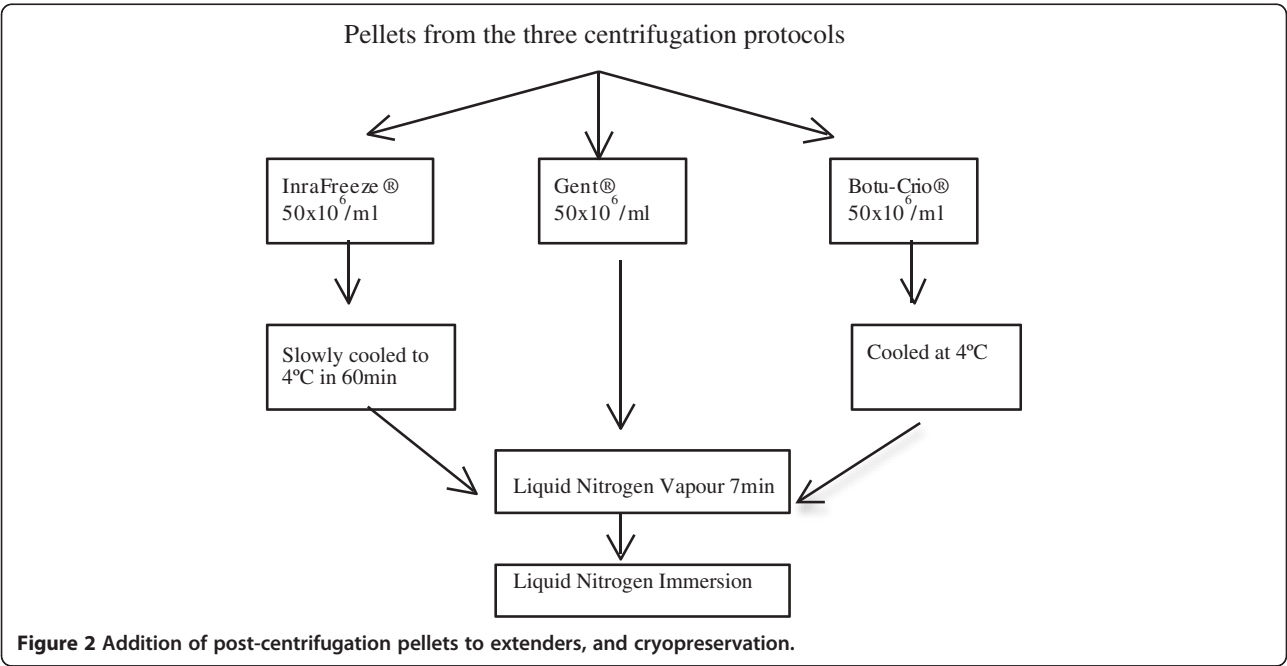 Pellets from the three centrifugation protocols
InraFreeze®
50x10⁶/ml
Gent®
50x10⁶/ml
Botu-Crio®
50x10⁶/ml
Slowly cooled to
4ºC in 60min
Cooled at 4ºC
Liquid Nitrogen Vapour 7min
Liquid Nitrogen Immersion
Figure 2 Addition of post-centrifugation pellets to extenders, and cryopreservation.